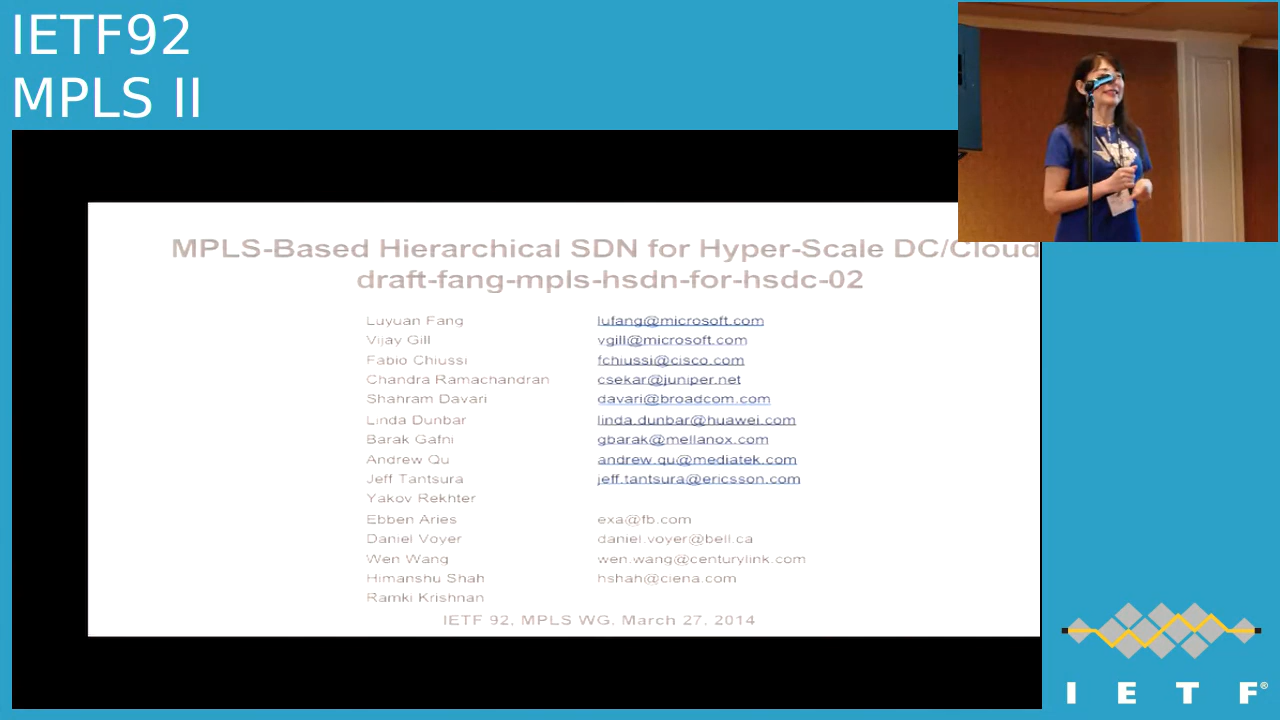 IETF92
MPLS II
MPLS-Based Hierarchical SDN for Hyper-Scale DC/Cloud
draft-fang-mpls-hsdn-for-hsdc-02
Luyuan Fang lufang@microsoft.com
Vijay Gill vgill@microsoft.com
Fabio Chiussi fchiussi@cisco.com
Chandra Ramachandran csekar@juniper.net
Shahram Davari davari@broadcom.com
Linda Dunbar linda.dunbar@huawei.com
Barak Gafni gbarak@mellanox.com
Andrew Qu andrew.qu@mediatek.com
Jeff Tantsura jeff.tantsura@ericsson.com
Yakov Rekhter
Ebben Aries exa@fb.com
Daniel Voyer daniel.voyer@bell.ca
Wen Wang wen.wang@centurylink.com
Himanshu Shah hshah@ciena.com
Ramki Krishnan
IETF 92, MPLS WG. March 27. 2014
IETF®